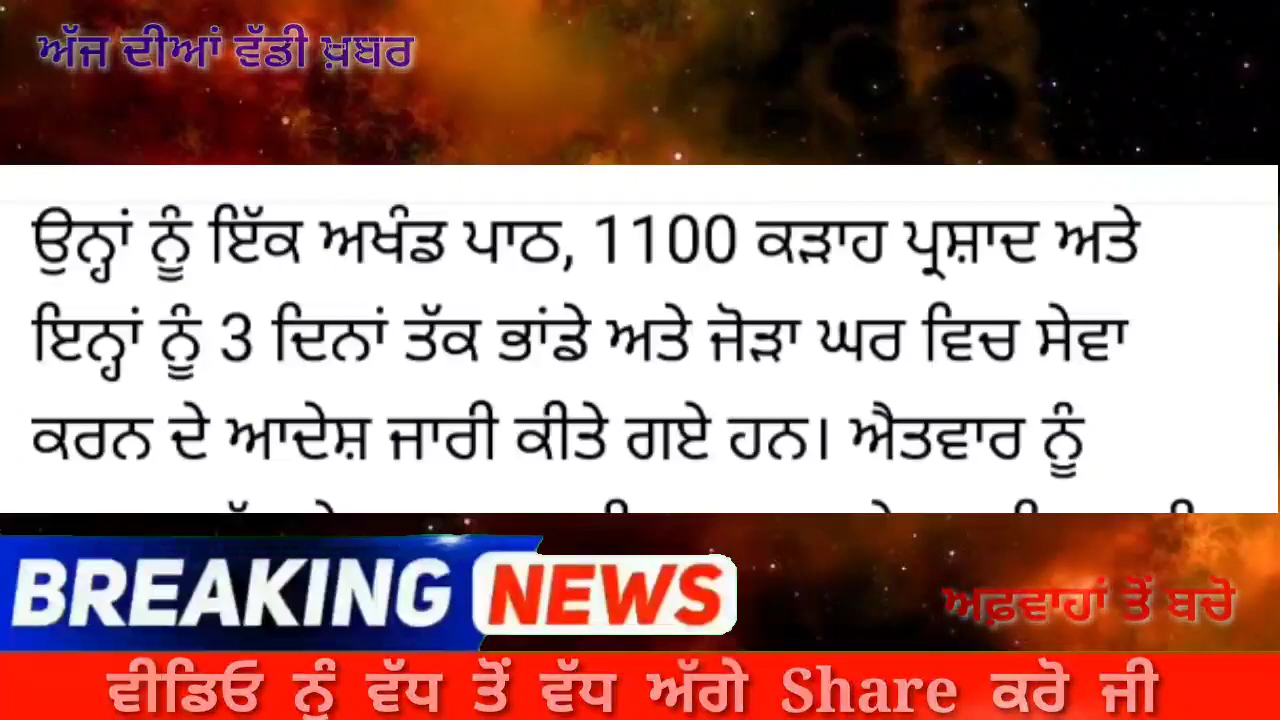 ਅੱਜ ਦੀਆਂ ਵੱਡੀ ਖ਼ਬਰ
ਉਨ੍ਹਾਂ ਨੂੰ ਇੱਕ ਅਖੰਡ ਪਾਠ, 1100 ਕੜਾਹ ਪ੍ਰਸ਼ਾਦ ਅਤੇ
ਇਨ੍ਹਾਂ ਨੂੰ 3 ਦਿਨਾਂ ਤੱਕ ਭਾਂਡੇ ਅਤੇ ਜੋੜਾ ਘਰ ਵਿਚ ਸੇਵਾ
ਕਰਨ ਦੇ ਆਦੇਸ਼ ਜਾਰੀ ਕੀਤੇ ਗਏ ਹਨ। ਐਤਵਾਰ ਨੂੰ
BREAKING NEWS
ਅਫ਼ਵਾਹਾਂ ਤੋਂ ਬਚੋ
ਵੀਡਿਓ ਨੂੰ ਵੱਧ ਤੋਂ ਵੱਧ ਅੱਗੇ Share ਕਰੋ ਜੀ